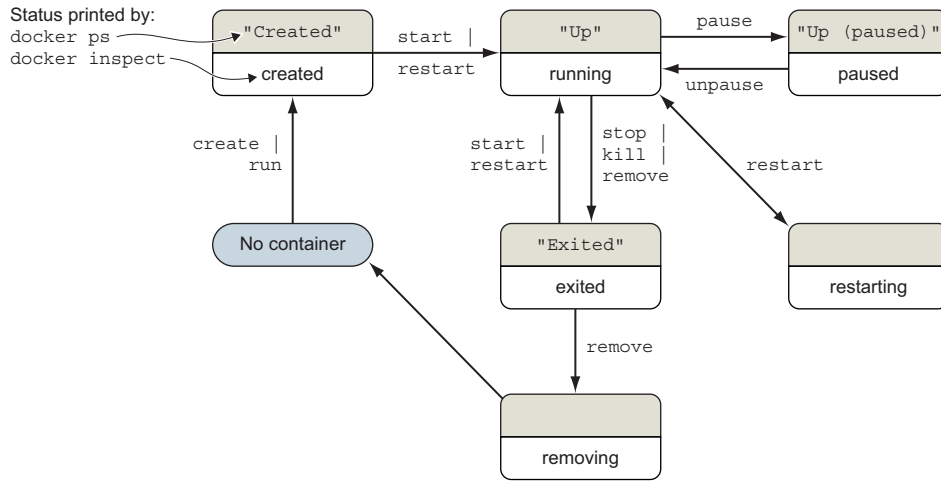 Status printed by:
docker ps
docker inspect
"Created"
created
start |
restart
"Up"
running
pause
unpause
"Up (paused)"
paused
create |
run
start |
restart
stop |
kill |
remove
restart
No container
"Exited"
exited
restarting
remove
removing